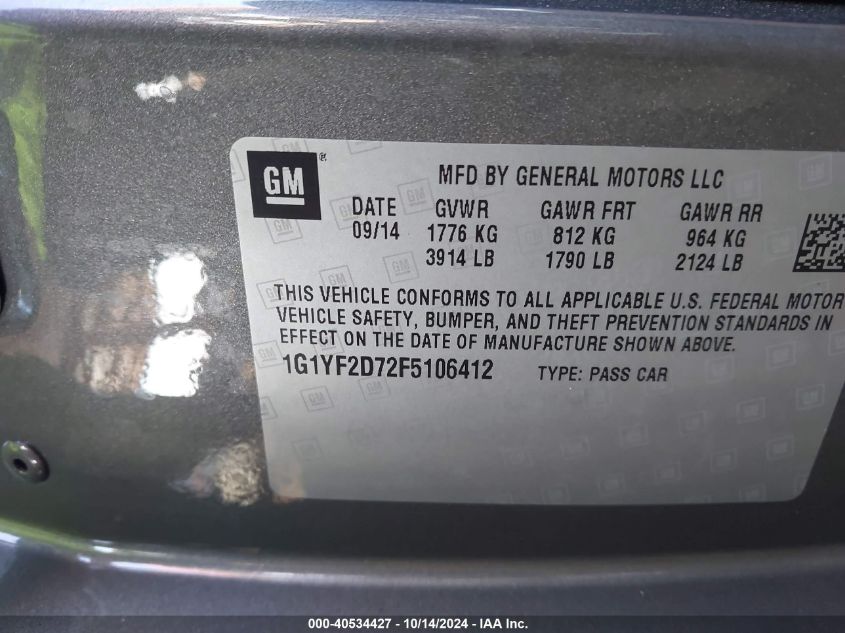 GM ®
MFD BY GENERAL MOTORS LLC
DATE GVWR GAWR FRT GAWR RR
09/14 1776 KG 812 KG 964 KG
3914 LB 1790 LB 2124 LB
THIS VEHICLE CONFORMS TO ALL APPLICABLE U.S. FEDERAL MOTOR
VEHICLE SAFETY, BUMPER, AND THEFT PREVENTION STANDARDS IN
EFFECT ON THE DATE OF MANUFACTURE SHOWN ABOVE.
1G1YF2D72F5106412 TYPE: PASS CAR
000-40534427 - 10/14/2024 - IAA Inc.